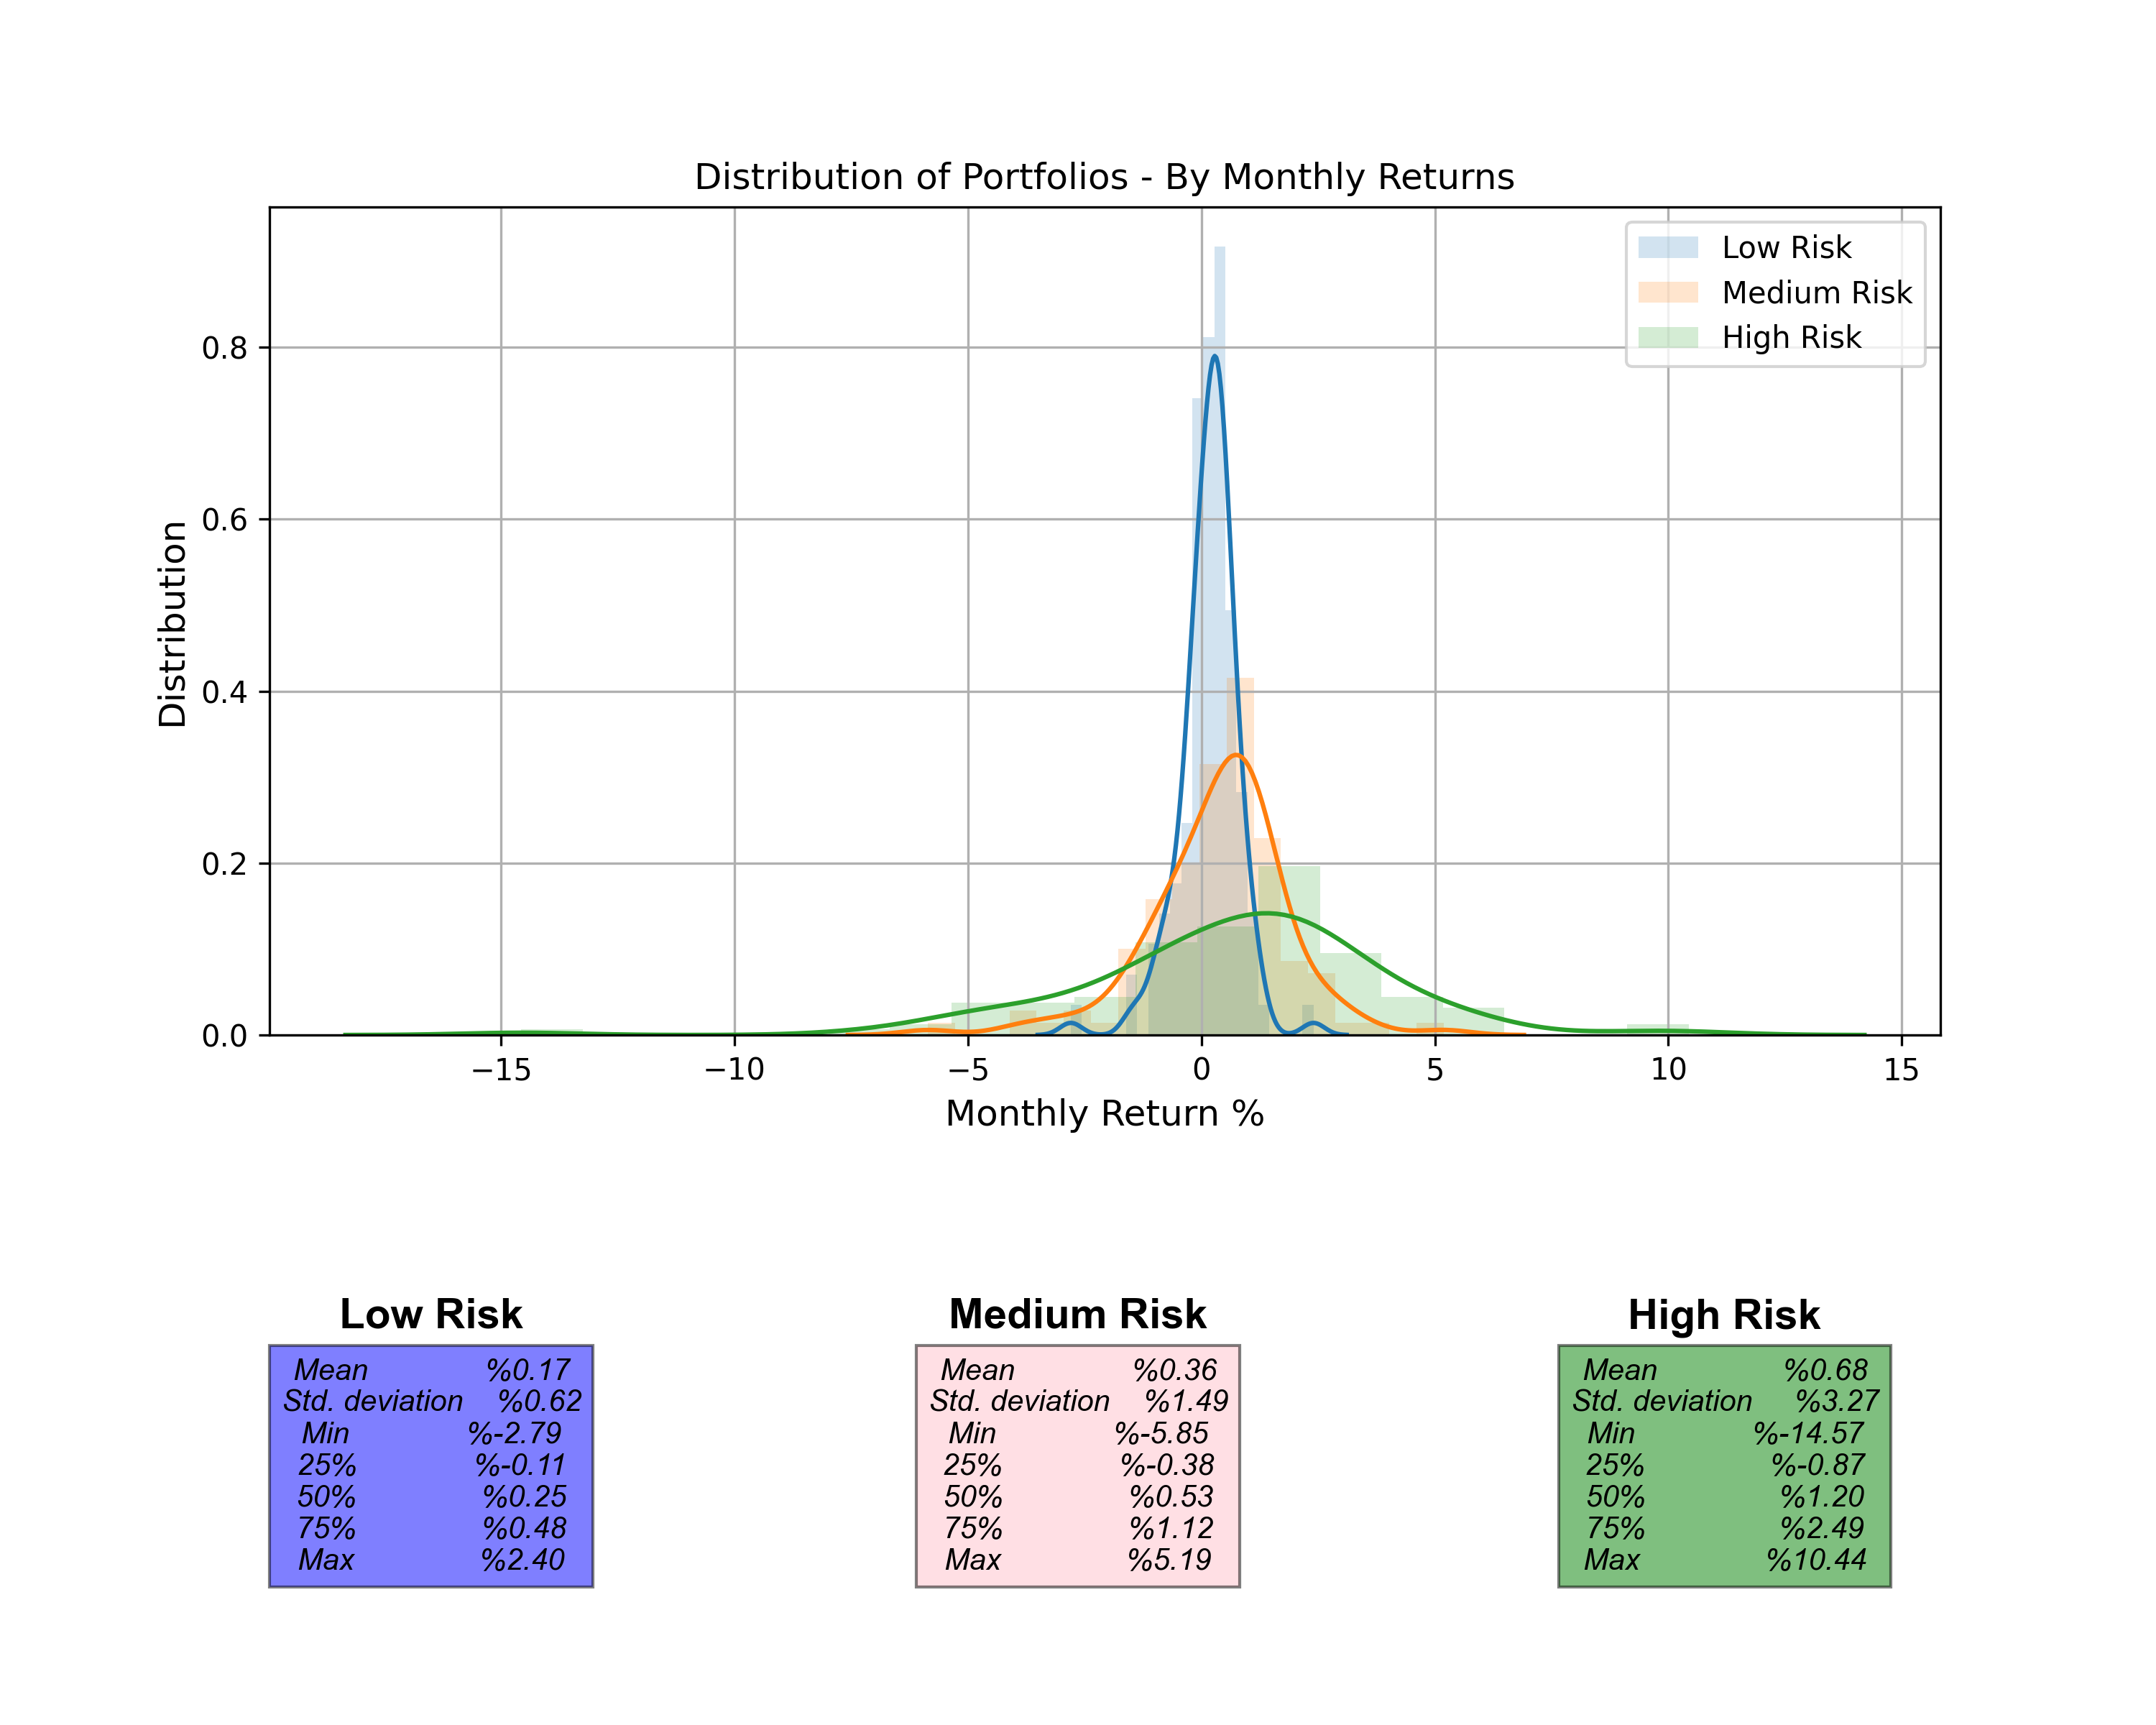 Distribution of Portfolios - By Monthly Returns
Low Risk
Medium Risk
High Risk
0.8
0.6
0.4
0.2
0.0
Distribution
−15 −10 −5 0 5 10 15
Monthly Return %
Low Risk
Mean %0.17
Std. deviation %0.62
Min %-2.79
25% %-0.11
50% %0.25
75% %0.48
Max %2.40
Medium Risk
Mean %0.36
Std. deviation %1.49
Min %-5.85
25% %-0.38
50% %0.53
75% %1.12
Max %5.19
High Risk
Mean %0.68
Std. deviation %3.27
Min %-14.57
25% %-0.87
50% %1.20
75% %2.49
Max %10.44